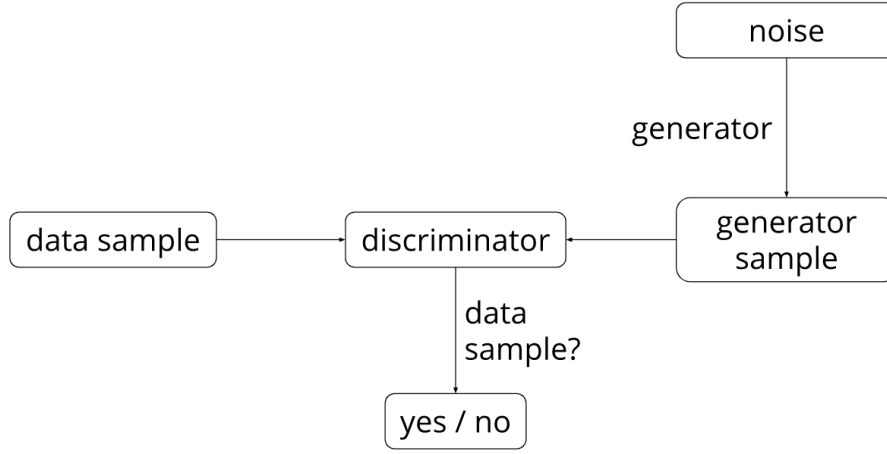 noise
generator
data sample
discriminator
generator
sample
data
sample?
yes / no